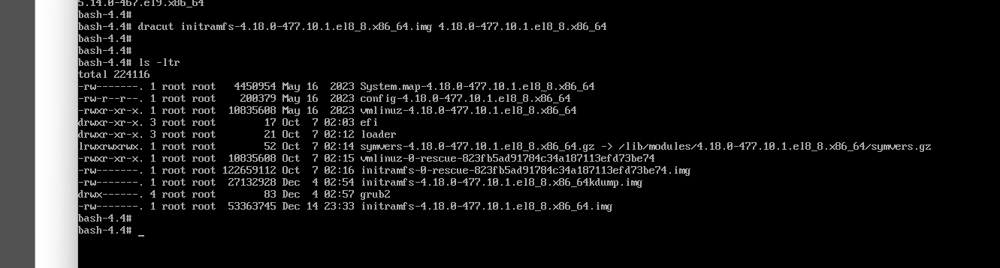 5.14.0-467.el9.x86_64
bash-4.4#
bash-4.4# dracut initramfs-4.18.0-477.10.1.el8_8.x86_64.img 4.18.0-477.10.1.el8_8.x86_64
bash-4.4#
bash-4.4#
bash-4.4# ls -ltr
total 224116
-rw-------. 1 root root   4450954 May 16  2023 System.map-4.18.0-477.10.1.el8_8.x86_64
-rw-r--r--. 1 root root    200379 May 16  2023 config-4.18.0-477.10.1.el8_8.x86_64
-rwxr-xr-x. 1 root root  10835608 May 16  2023 vmlinuz-4.18.0-477.10.1.el8_8.x86_64
drwxr-xr-x. 3 root root        17 Oct  7 02:03 efi
drwxr-xr-x. 3 root root        21 Oct  7 02:12 loader
lrwxrwxrwx. 1 root root        52 Oct  7 02:14 symvers-4.18.0-477.10.1.el8_8.x86_64.gz -> /lib/modules/4.18.0-477.10.1.el8_8.x86_64/symvers.gz
-rwxr-xr-x. 1 root root  10835608 Oct  7 02:15 vmlinuz-0-rescue-823fb5ad91784c34a187113efd73be74
-rw-------. 1 root root 122659112 Oct  7 02:16 initramfs-0-rescue-823fb5ad91784c34a187113efd73be74.img
-rw-------. 1 root root  27132928 Dec  4 02:54 initramfs-4.18.0-477.10.1.el8_8.x86_64kdump.img
drwx------. 4 root root        83 Dec  4 02:57 grub2
-rw-------. 1 root root  53363745 Dec 14 23:33 initramfs-4.18.0-477.10.1.el8_8.x86_64.img
bash-4.4#
bash-4.4# _